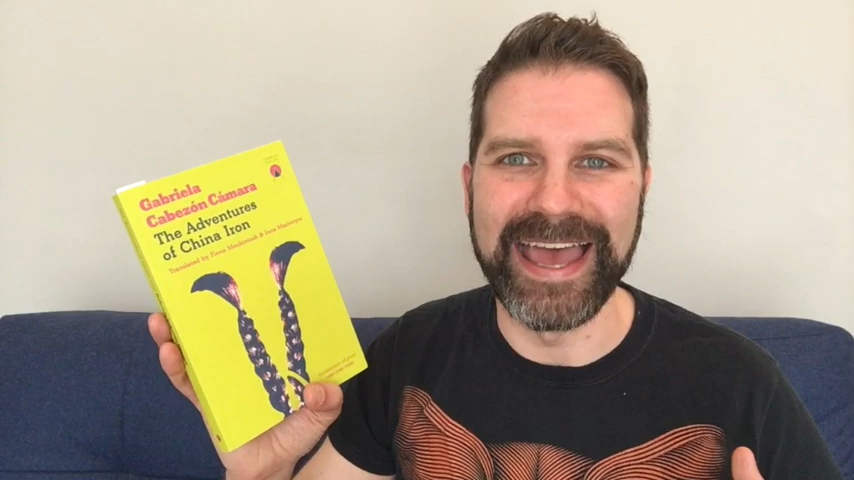 Gabriela
Cabezón Cámara
The Adventures
of China Iron
Translated by Fiona Mackintosh & Iona Macintyre